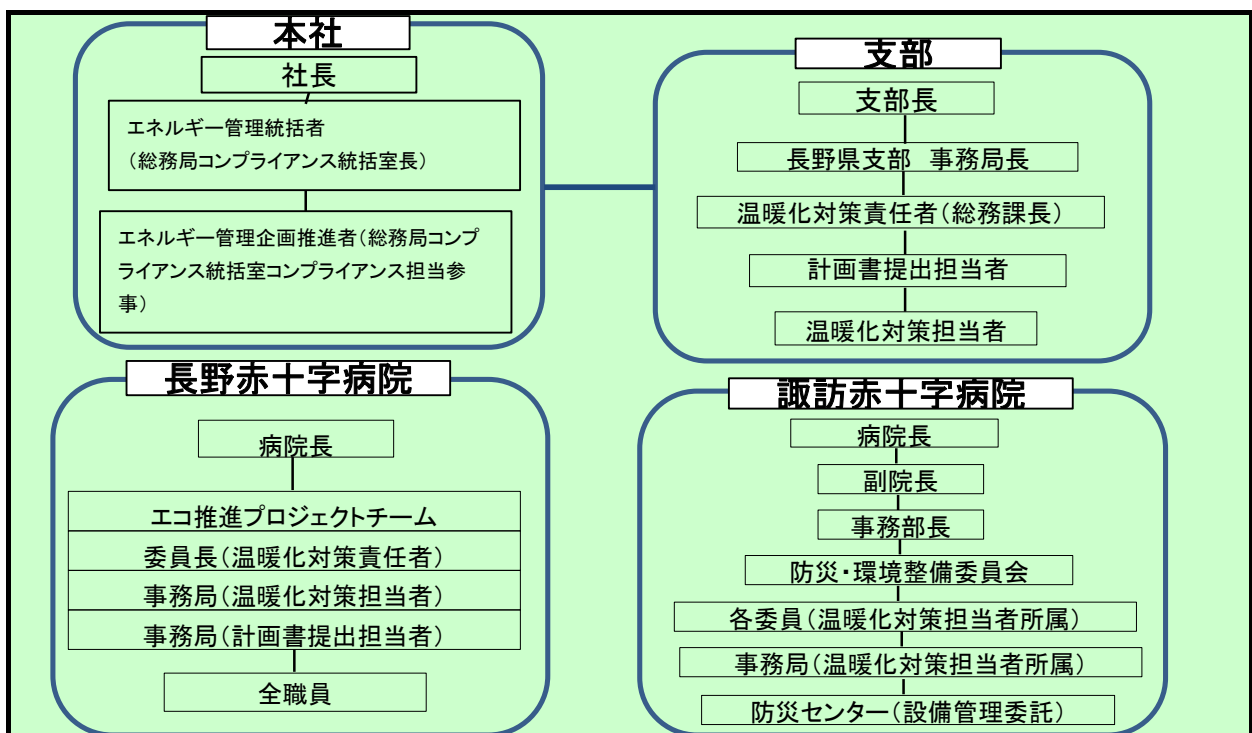 本社
社長
エネルギー管理統括者
（総務局コンプライアンス統括室長）
エネルギー管理企画推進者（総務局コンプ
ライアンス統括室コンプライアンス担当参
事）
支部
支部長
長野県支部　事務局長
温暖化対策責任者（総務課長）
計画書提出担当者
温暖化対策担当者
長野赤十字病院
病院長
エコ推進プロジェクトチーム
委員長（温暖化対策責任者）
事務局（温暖化対策担当者）
事務局（計画書提出担当者）
全職員
諏訪赤十字病院
病院長
副院長
事務部長
防災・環境整備委員会
各委員（温暖化対策担当者所属）
事務局（温暖化対策担当者所属）
防災センター（設備管理委託）